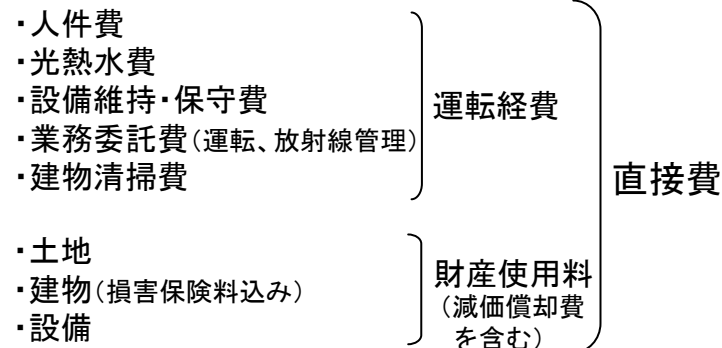 ・人件費
・光熱水費
・設備維持・保守費
・業務委託費(運転、放射線管理)
・建物清掃費
運転経費
・土地
・建物(損害保険料込み)
・設備
財産使用料
(減価償却費
を含む)
直接費